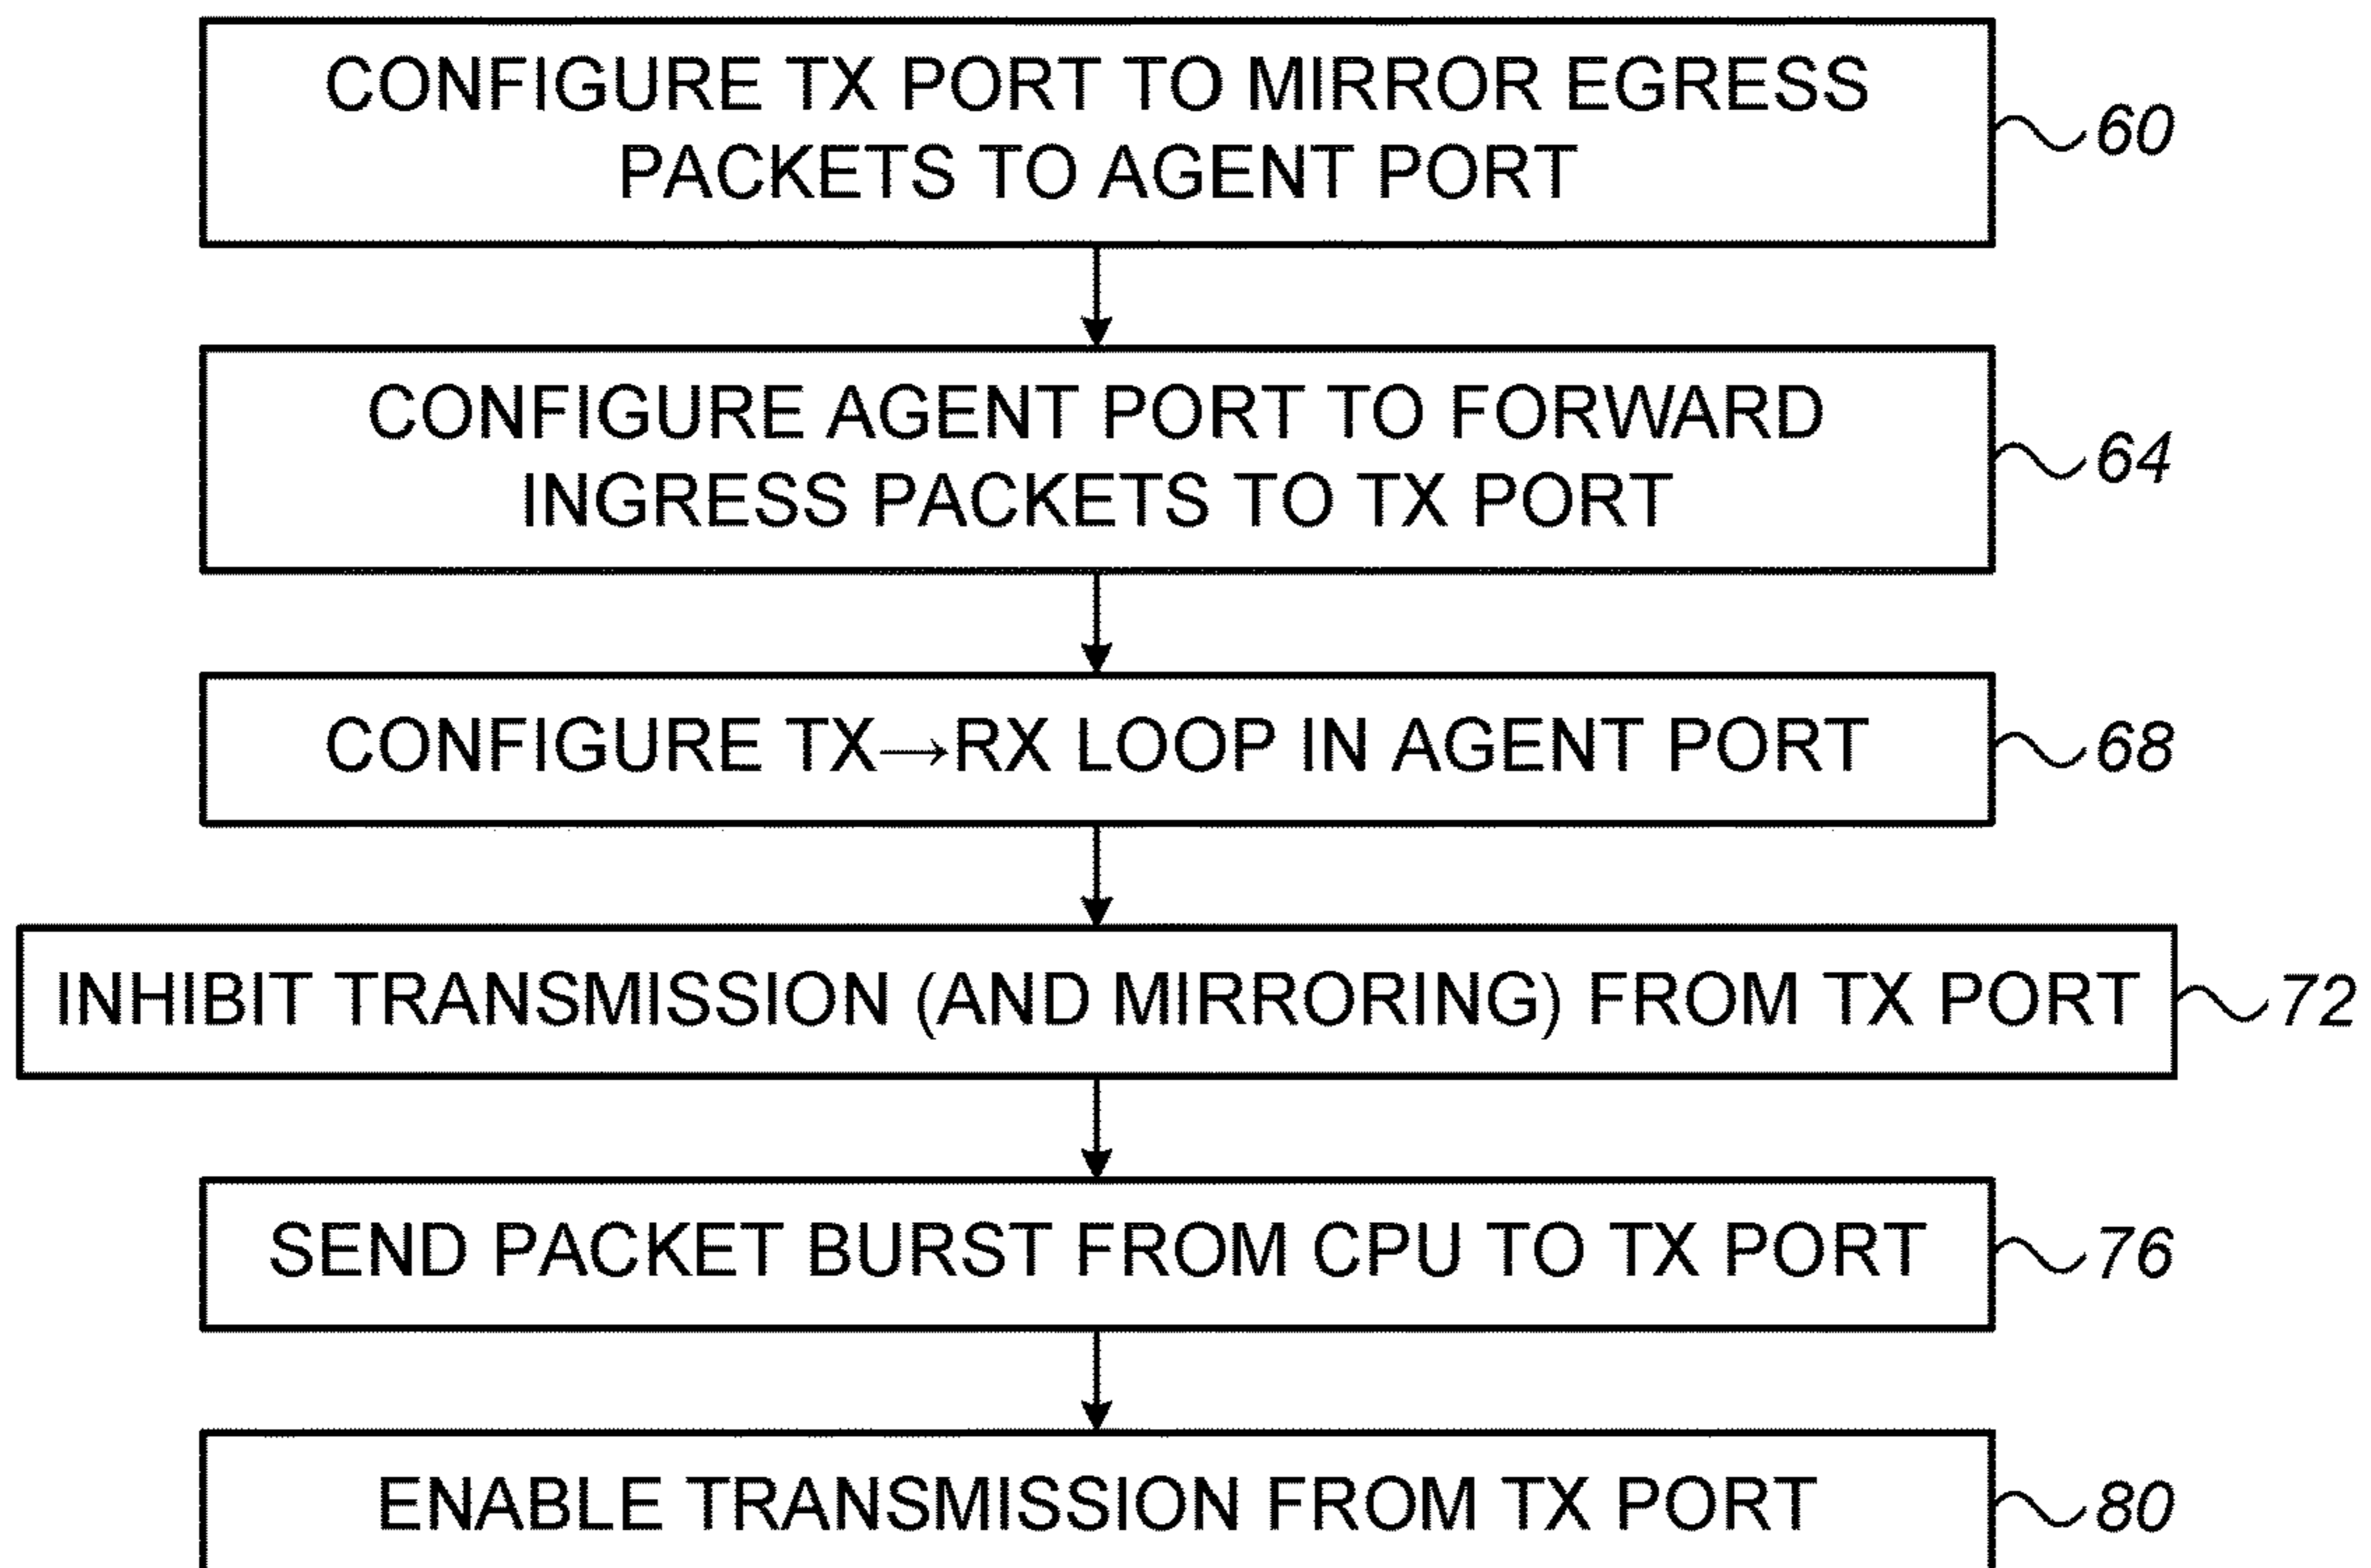 CONFIGURE TX PORT TO MIRROR EGRESS
PACKETS TO AGENT PORT
60
CONFIGURE AGENT PORT TO FORWARD
INGRESS PACKETS TO TX PORT
64
CONFIGURE TX→RX LOOP IN AGENT PORT
68
INHIBIT TRANSMISSION (AND MIRRORING) FROM TX PORT
72
SEND PACKET BURST FROM CPU TO TX PORT
76
ENABLE TRANSMISSION FROM TX PORT
80